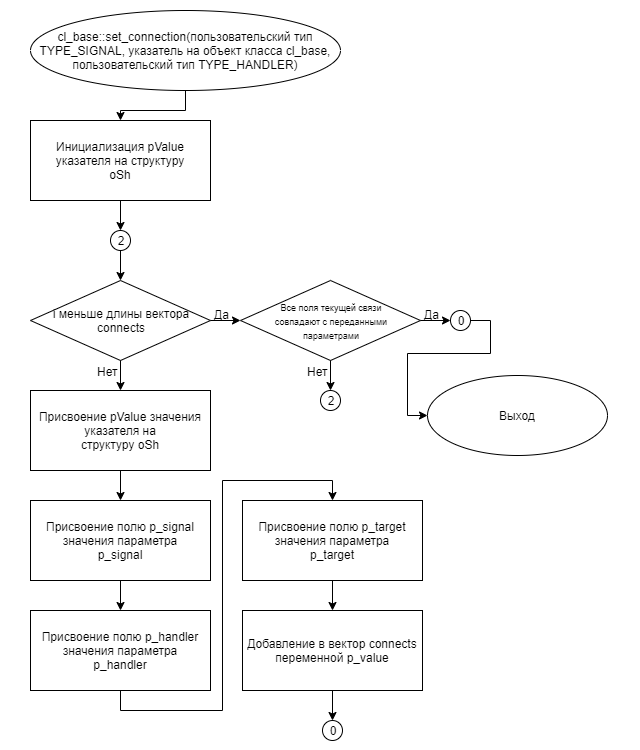 cl_base::set_connection(пользовательский тип
TYPE_SIGNAL, указатель на объект класса cl_base,
пользовательский тип TYPE_HANDLER)
Инициализация pValue
указателя на структуру
oSh
2
i меньше длины вектора
connects
Да
Все поля текущей связи
совпадают с переданными
параметрами
Да
0
Нет
Нет
2
Выход
Присвоение pValue значения
указателя на
структуру oSh
Присвоение полю p_signal
значения параметра
p_signal
Присвоение полю p_target
значения параметра
p_target
Присвоение полю p_handler
значения параметра
p_handler
Добавление в вектор connects
переменной p_value
0